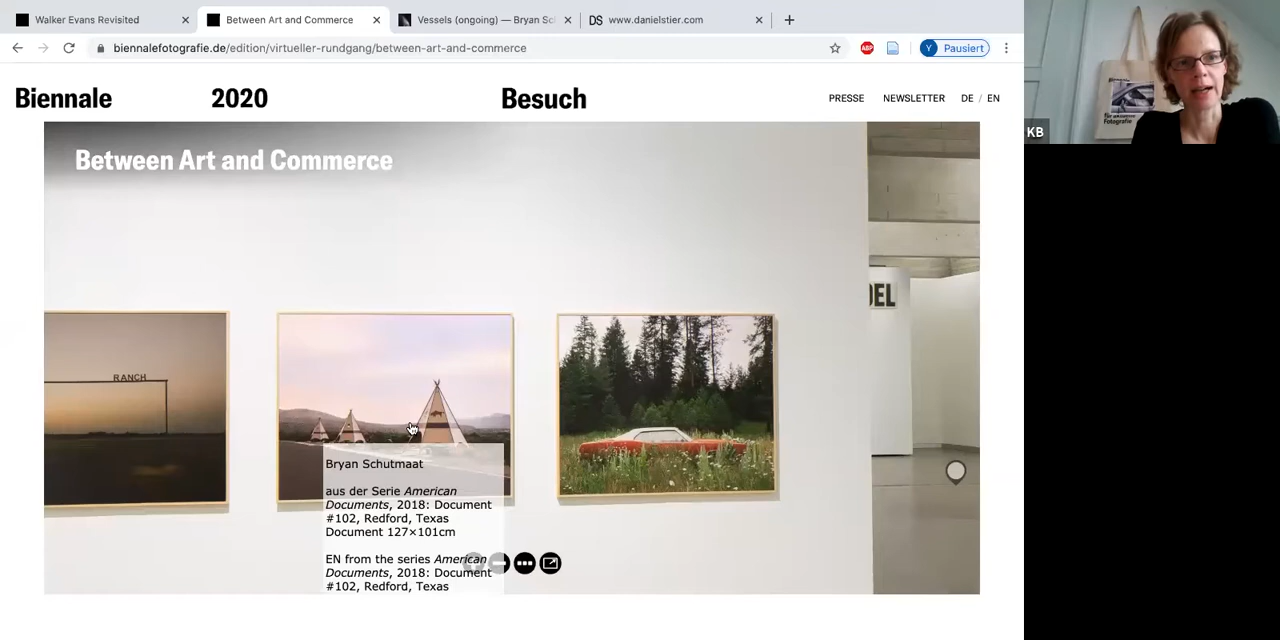 Walker Evans Revisited
Between Art and Commerce
Vessels (ongoing) — Bryan Sc
DS www.danielstier.com
biennalefotografie.de/edition/virtueller-rundgang/between-art-and-commerce
ABP
Y Pausiert
Biennale 2020 Besuch PRESSE NEWSLETTER DE / EN
Between Art and Commerce
DEL
RANCH
Bryan Schutmaat
aus der Serie American
Documents, 2018: Document
#102, Redford, Texas
Document 127×101cm
EN from the series American
Documents, 2018: Document
#102, Redford, Texas
KB
Fotografie